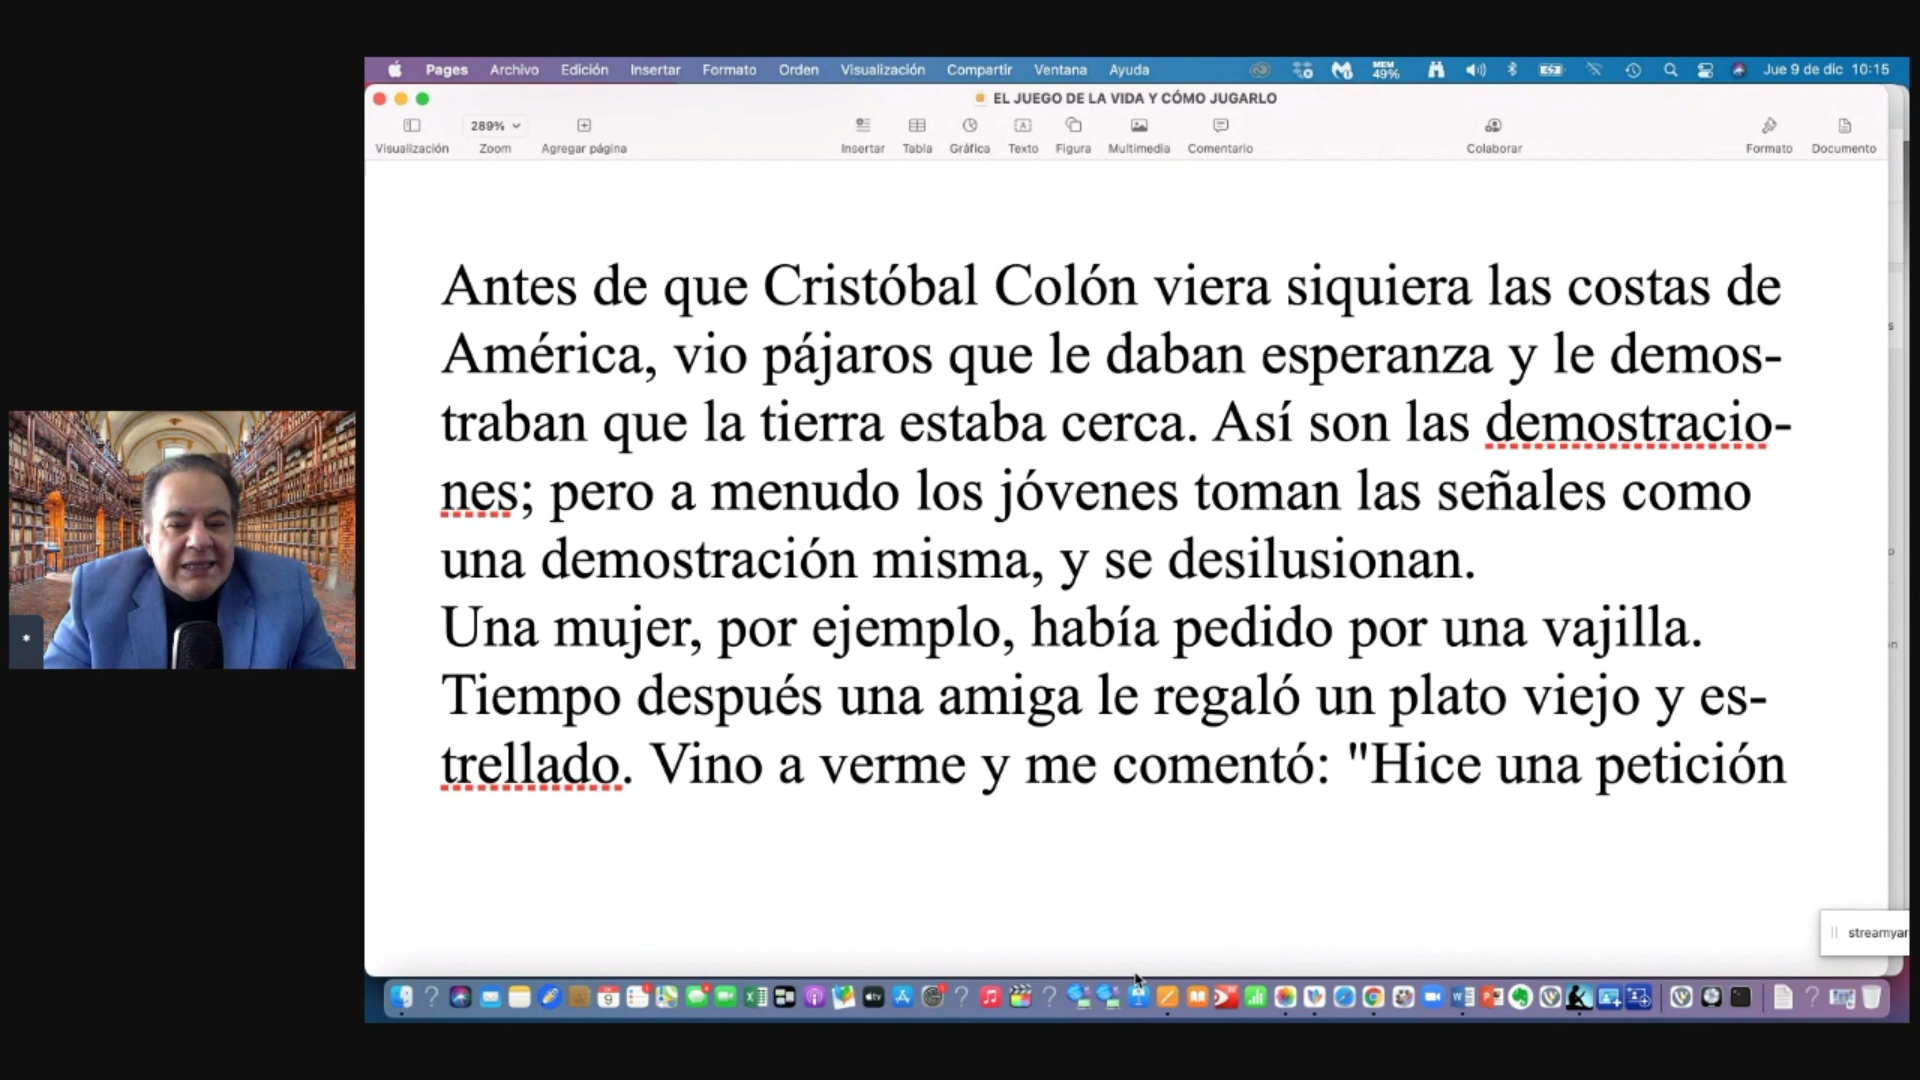 Pages Archivo Edición Insertar Formato Orden Visualización Compartir Ventana Ayuda MEM 49% Jue 9 de dic 10:15
EL JUEGO DE LA VIDA Y CÓMO JUGARLO
289%
Visualización Zoom Agregar página Insertar Tabla Gráfica Texto Figura Multimedia Comentario Colaborar Formato Documento
Antes de que Cristóbal Colón viera siquiera las costas de
América, vio pájaros que le daban esperanza y le demos-
traban que la tierra estaba cerca. Así son las demostracio-
nes; pero a menudo los jóvenes toman las señales como
una demostración misma, y se desilusionan.
Una mujer, por ejemplo, había pedido por una vajilla.
Tiempo después una amiga le regaló un plato viejo y es-
trellado. Vino a verme y me comentó: "Hice una petición
streamyar
9